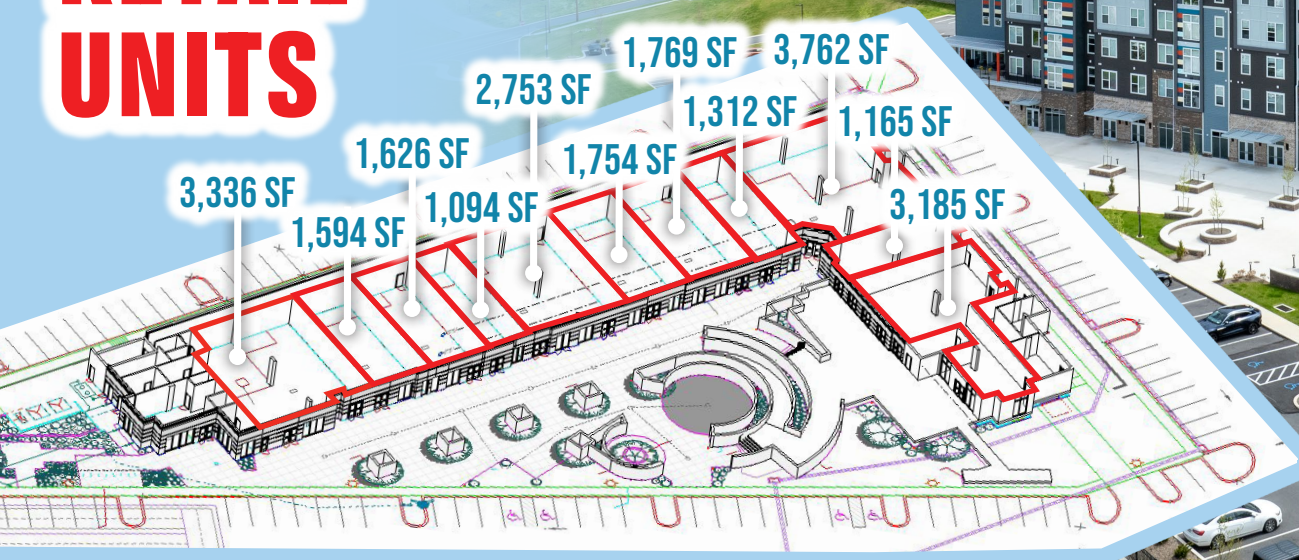 RETAIL
UNITS
1,769 SF
3,762 SF
2,753 SF
1,312 SF
1,165 SF
1,626 SF
1,754 SF
3,336 SF
1,094 SF
3,185 SF
1,594 SF